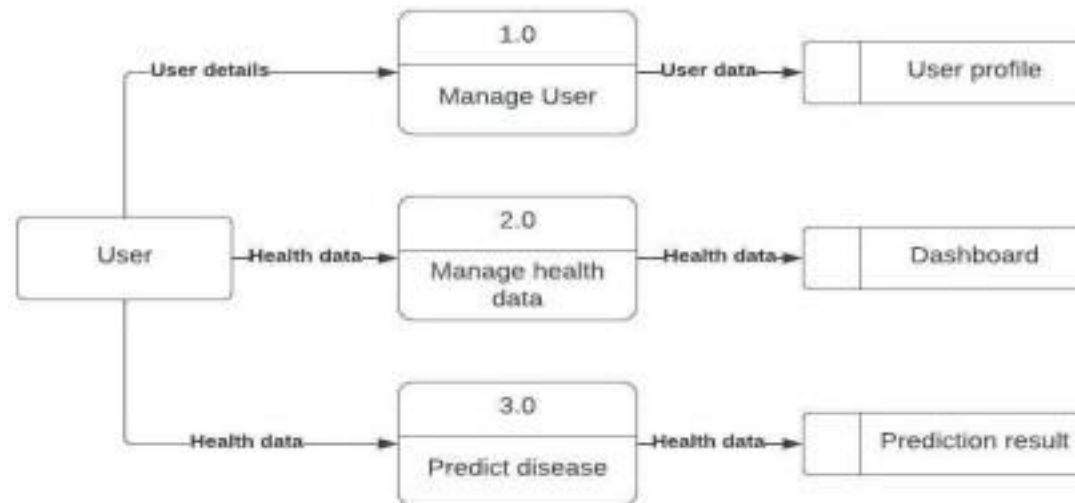 1.0
User details
Manage User
User data
User profile
User
Health data
2.0
Manage health
data
Health data
Dashboard
Health data
3.0
Predict disease
Health data
Prediction result